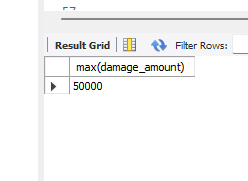 Result Grid Filter Rows:
max(damage_amount)
50000